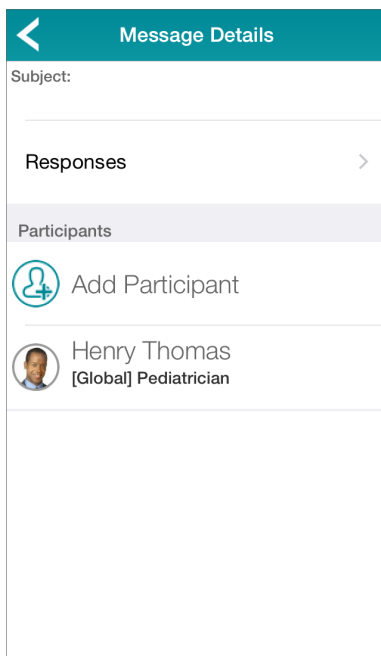 Message Details
Subject:
Responses
Participants
Add Participant
Henry Thomas
[Global] Pediatrician